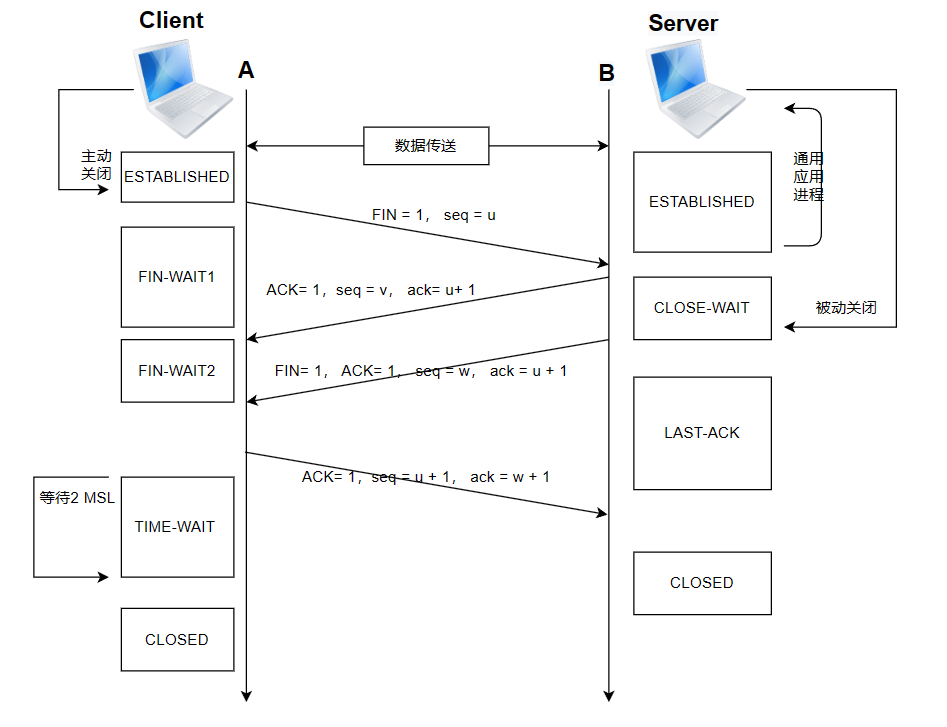 Client
Server
A
B
数据传送
主动
关闭
ESTABLISHED
通用
应用
进程
ESTABLISHED
FIN = 1， seq = u
FIN-WAIT1
ACK= 1，seq = v， ack= u+ 1
CLOSE-WAIT
被动关闭
FIN-WAIT2
FIN= 1， ACK= 1， seq = w， ack = u + 1
LAST-ACK
ACK= 1，seq = u + 1， ack = w + 1
等待2 MSL
TIME-WAIT
CLOSED
CLOSED